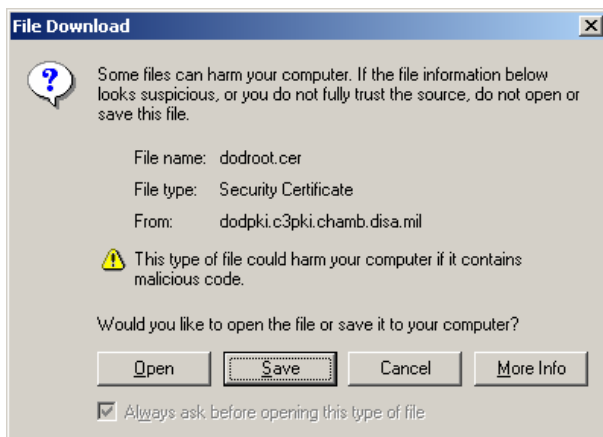 File Download
Some files can harm your computer. If the file information below
looks suspicious, or you do not fully trust the source, do not open or
save this file.
File name: dodroot.cer
File type: Security Certificate
From: dodpki.c3pki.chamb.disa.mil
This type of file could harm your computer if it contains
malicious code.
Would you like to open the file or save it to your computer?
Open Save Cancel More Info
Always ask before opening this type of file